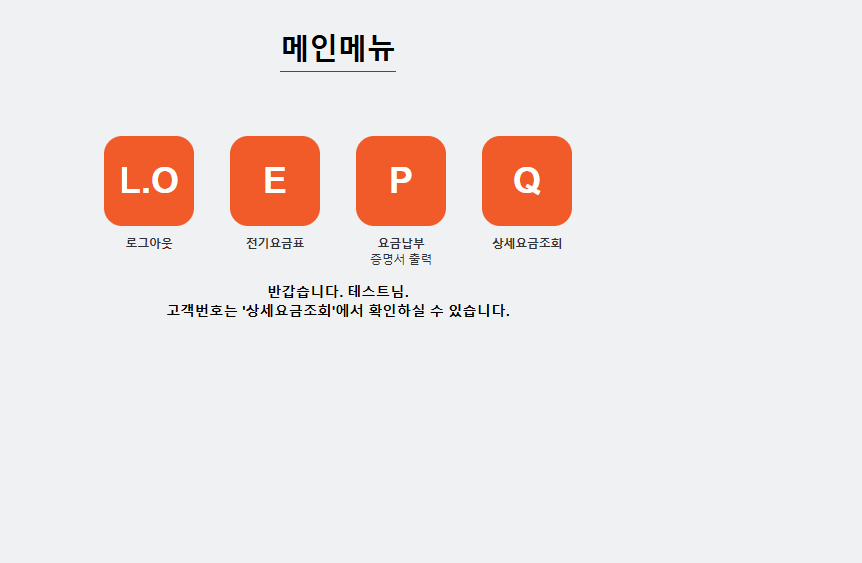 메인메뉴
L.O
E
P
Q
로그아웃
전기요금표
요금납부
증명서 출력
상세요금조회
반갑습니다. 테스트님.
고객번호는 '상세요금조회'에서 확인하실 수 있습니다.